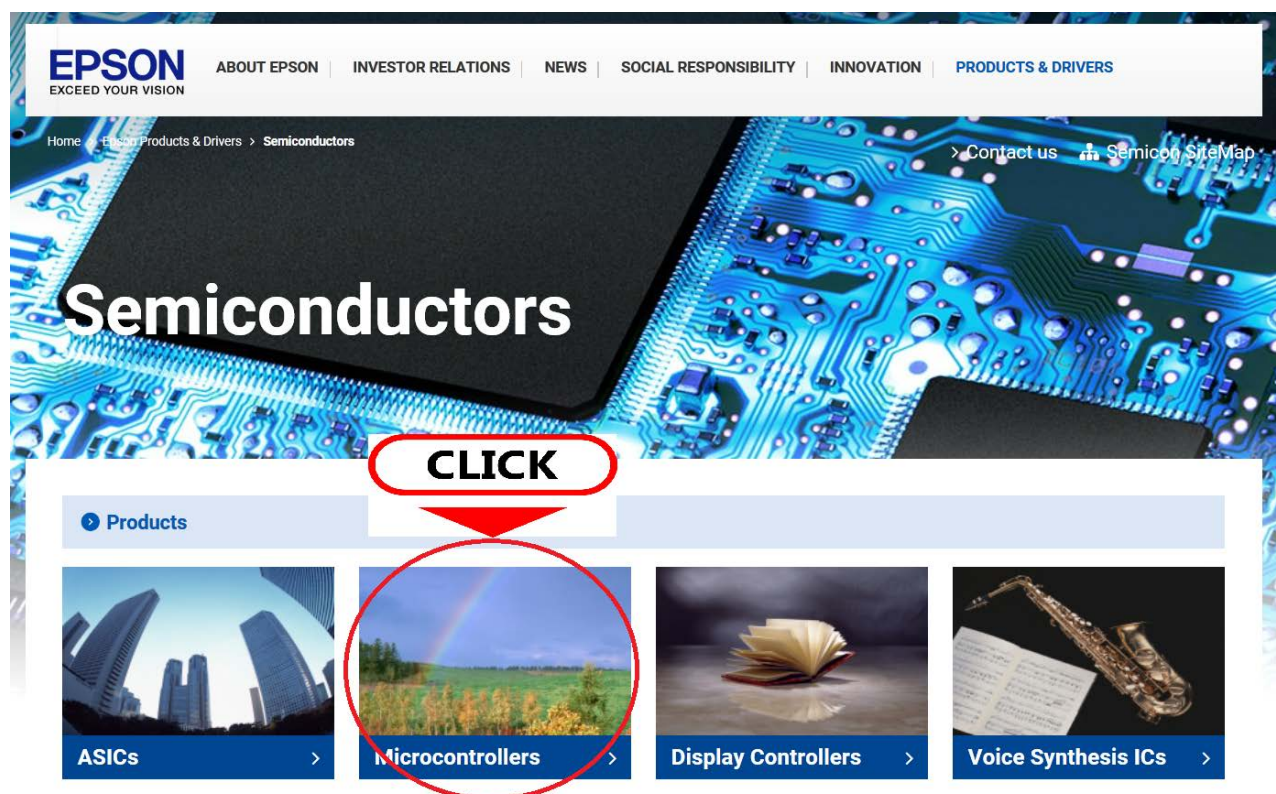 EPSON
EXCEED YOUR VISION
ABOUT EPSON | INVESTOR RELATIONS | NEWS | SOCIAL RESPONSIBILITY | INNOVATION | PRODUCTS & DRIVERS
Home > Epson Products & Drivers > Semiconductors
> Contact us Semicon SiteMap
Semiconductors
CLICK
Products
ASICs >
Microcontrollers >
Display Controllers >
Voice Synthesis ICs >